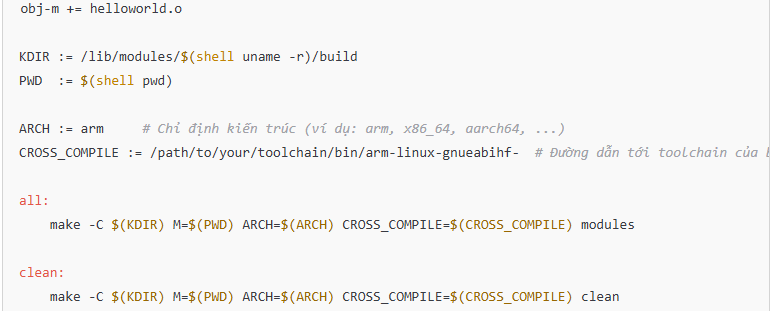 obj-m += helloworld.o
KDIR := /lib/modules/$(shell uname -r)/build
PWD := $(shell pwd)
ARCH := arm # Chỉ định kiến trúc (ví dụ: arm, x86_64, aarch64, ...)
CROSS_COMPILE := /path/to/your/toolchain/bin/arm-linux-gnueabihf- # Đường dẫn tới toolchain của
all:
make -C $(KDIR) M=$(PWD) ARCH=$(ARCH) CROSS_COMPILE=$(CROSS_COMPILE) modules
clean:
make -C $(KDIR) M=$(PWD) ARCH=$(ARCH) CROSS_COMPILE=$(CROSS_COMPILE) clean